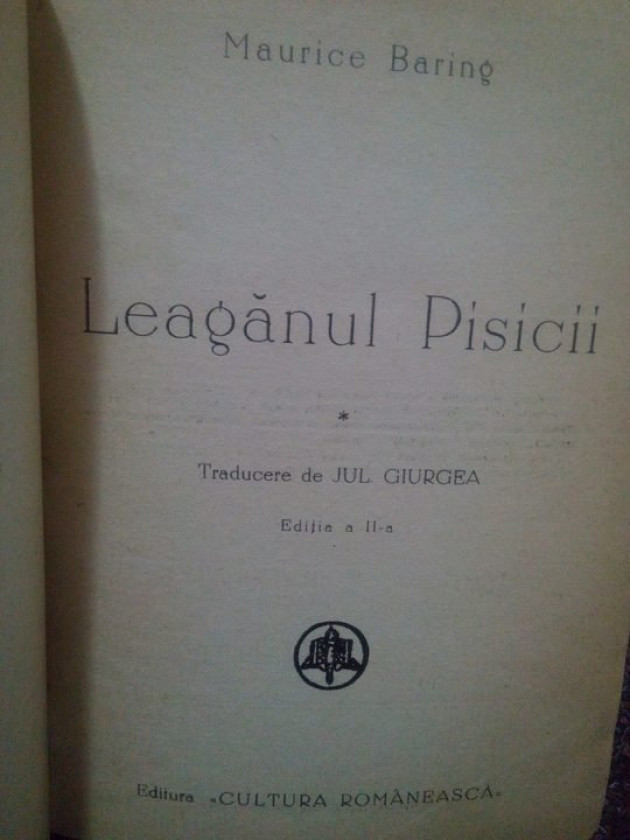 Maurice Baring
Leagănul Pisicii
*
Traducere de JUL. GIURGEA
Ediția a II-a
Editura „CULTURA ROMÂNEASCĂ"